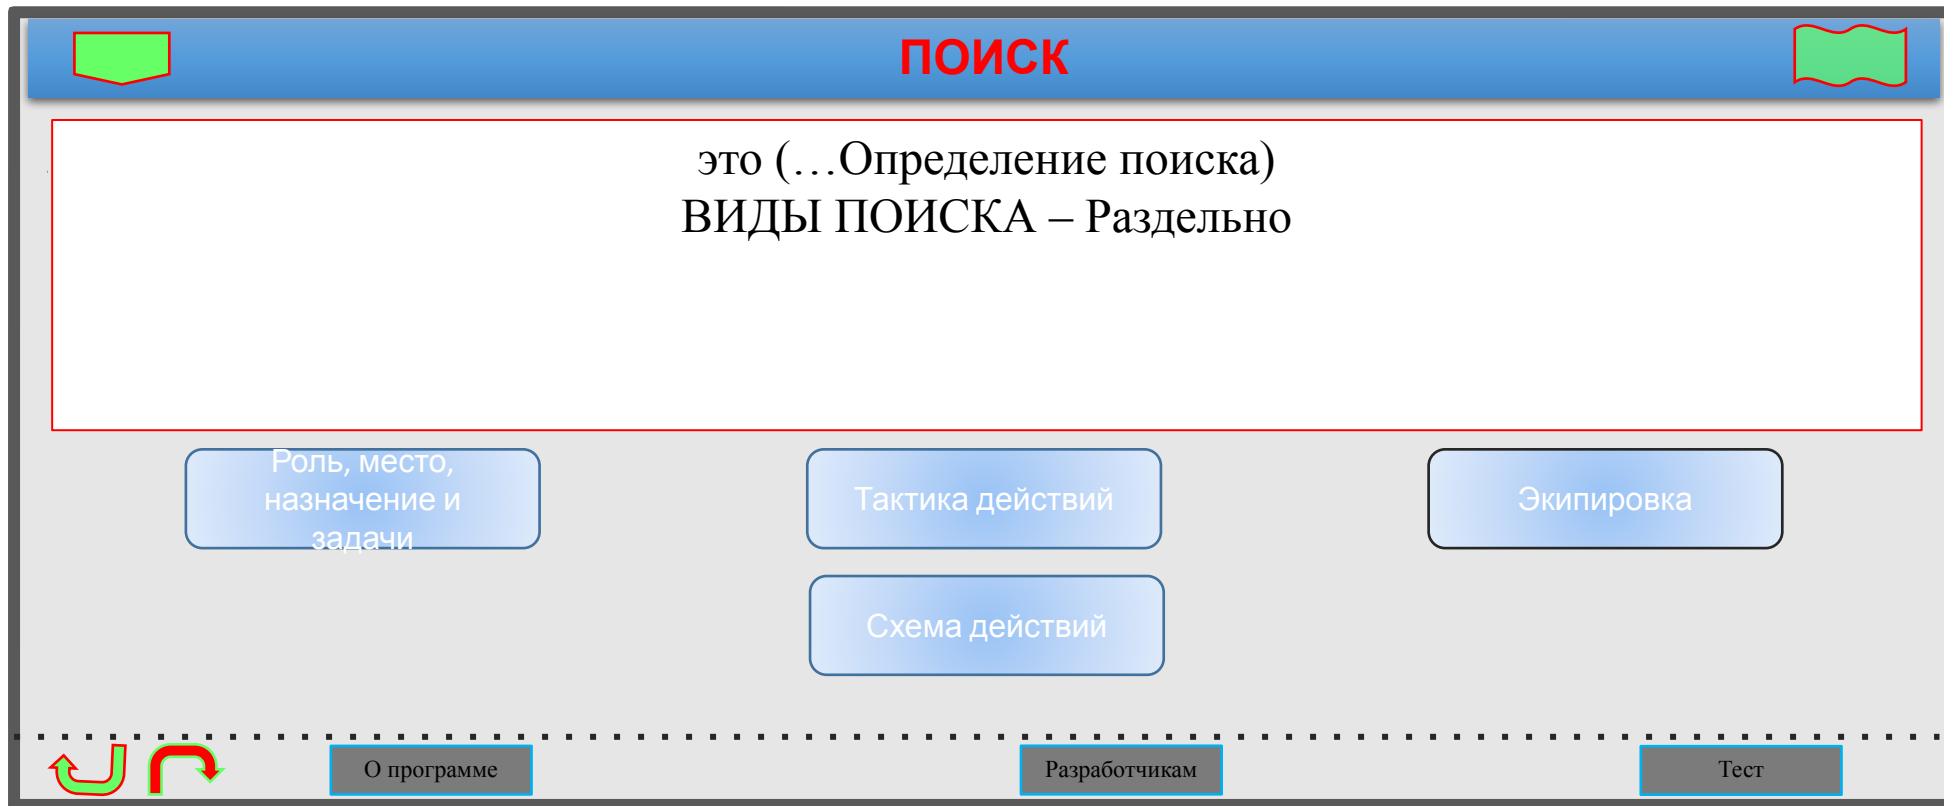 ПОИСК
это (…Определение поиска)
ВИДЫ ПОИСКА – Раздельно
Роль, место,
назначение и
задачи
Тактика действий
Экипировка
Схема действий
О программе
Разработчикам
Тест